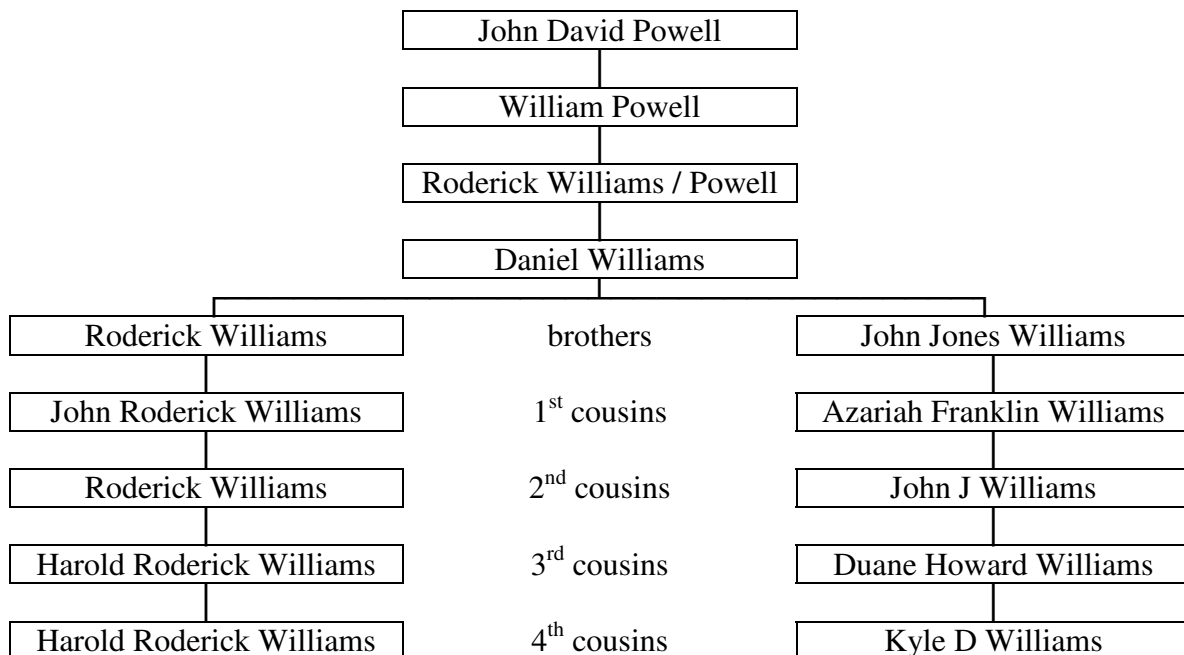 John David Powell
William Powell
Roderick Williams / Powell
Daniel Williams
Roderick Williams brothers John Jones Williams
John Roderick Williams 1st cousins Azariah Franklin Williams
Roderick Williams 2nd cousins John J Williams
Harold Roderick Williams 3rd cousins Duane Howard Williams
Harold Roderick Williams 4th cousins Kyle D Williams